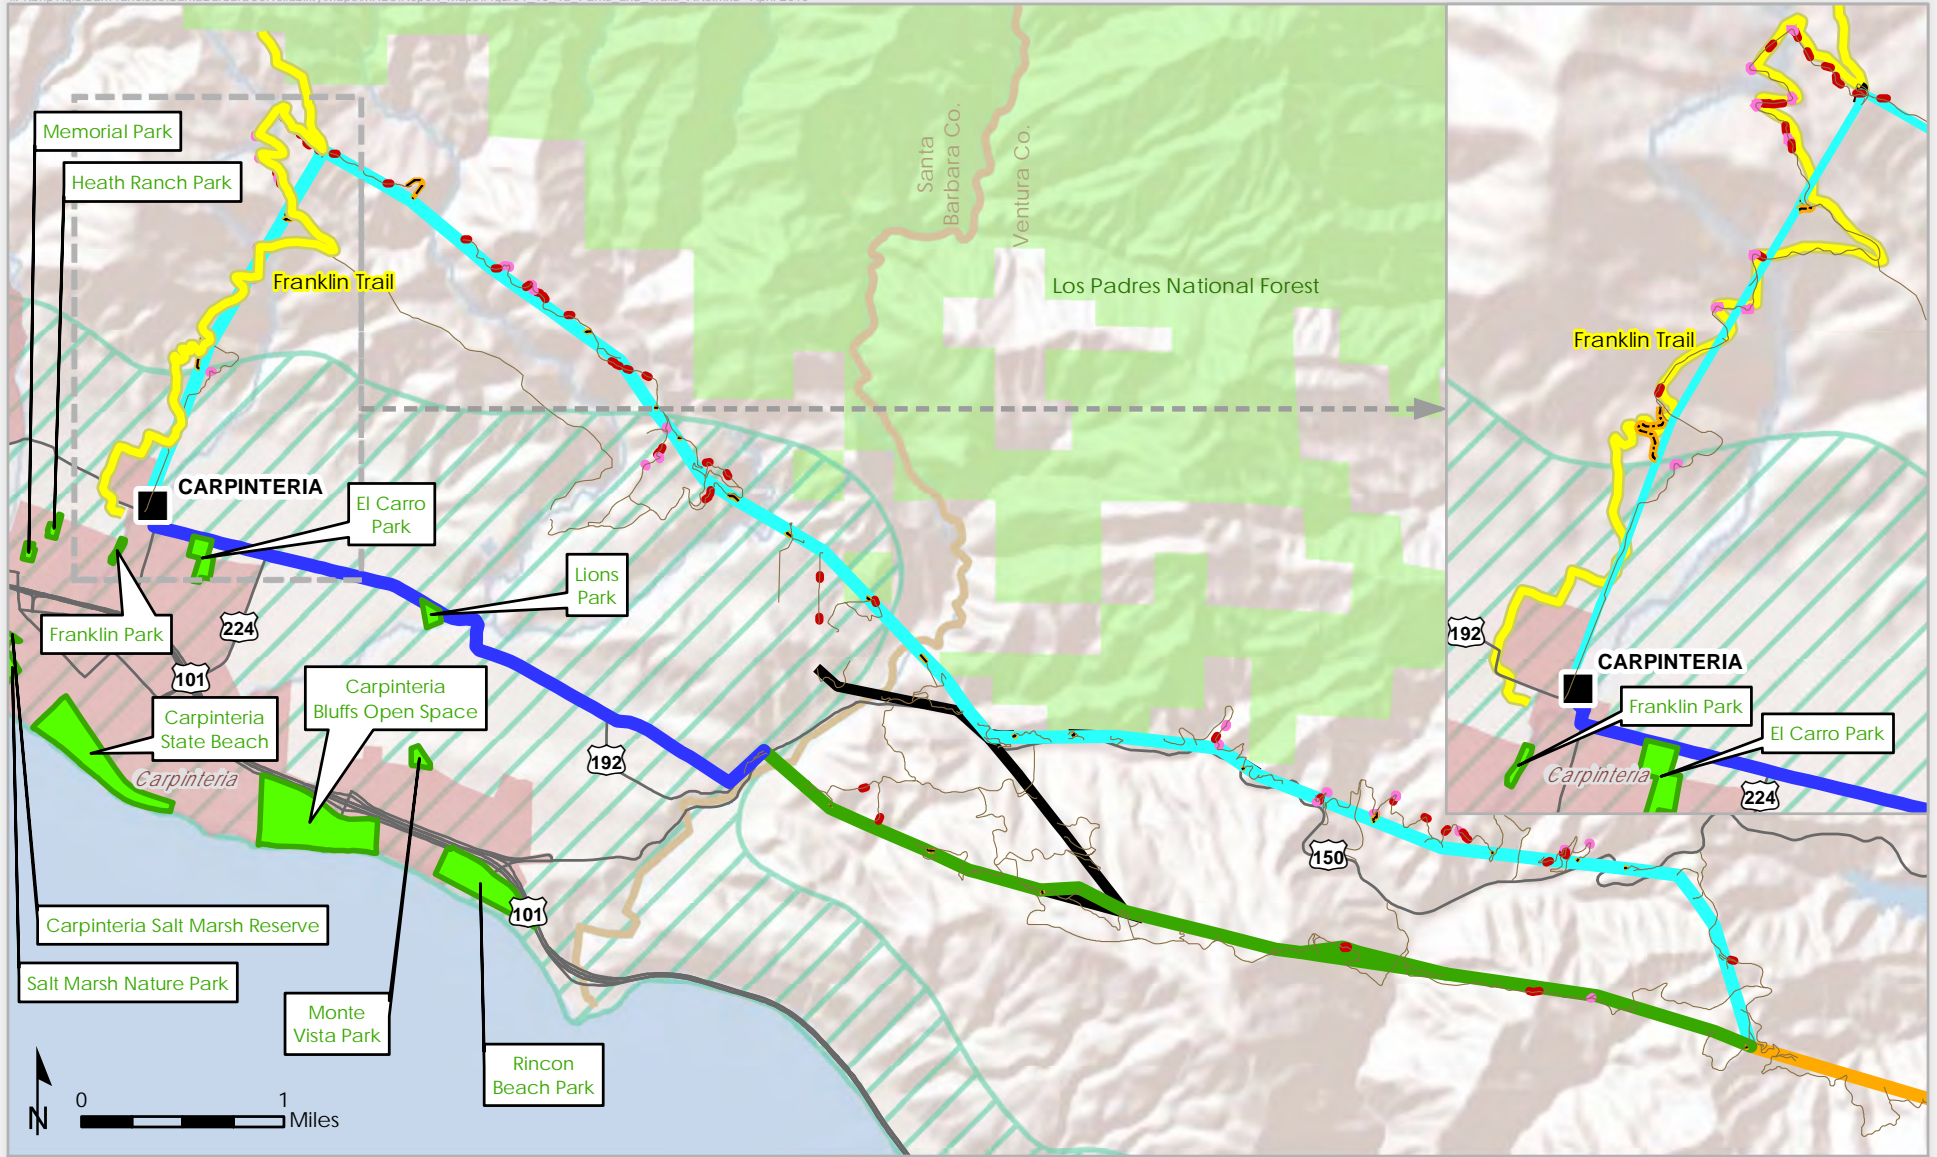 Memorial Park
Heath Ranch Park
Franklin Trail
Santa
Barbara Co.
Ventura Co.
Los Padres National Forest
Franklin Trail
CARPINTERIA
El Carro
Park
Lions
Park
Franklin Park
224
101
192
Carpinteria
State Beach
Carpinteria
Bluffs Open Space
Carpinteria
192
CARPINTERIA
Franklin Park
El Carro Park
Carpinteria
224
150
101
Carpinteria Salt Marsh Reserve
Salt Marsh Nature Park
Monte
Vista Park
Rincon
Beach Park
N
0 1
Miles